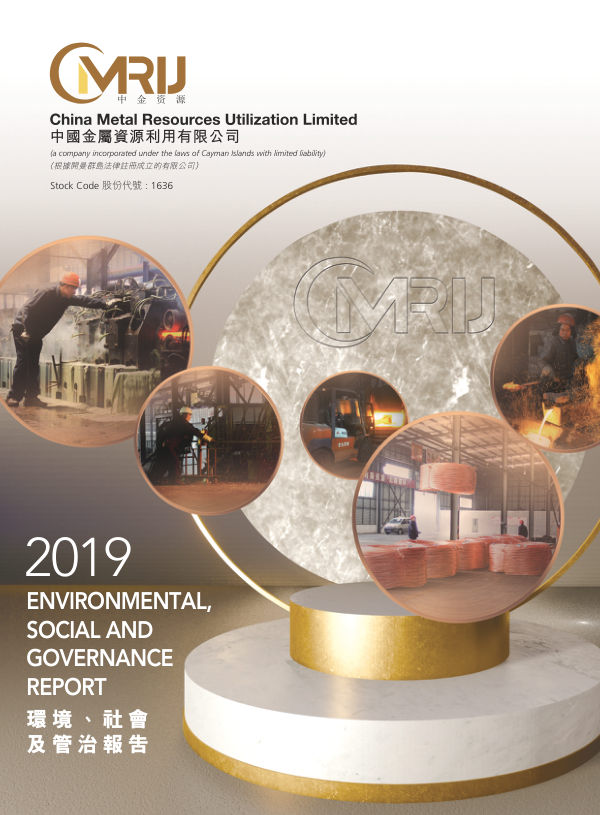 CMRU
中金资源
China Metal Resources Utilization Limited
中國金屬資源利用有限公司
(a company incorporated under the laws of Cayman Islands with limited liability)
(根據開曼群島法律註冊成立的有限公司)
Stock Code 股份代號 : 1636
CMRU
2019
ENVIRONMENTAL,
SOCIAL AND
GOVERNANCE
REPORT
環境、社會
及管治報告